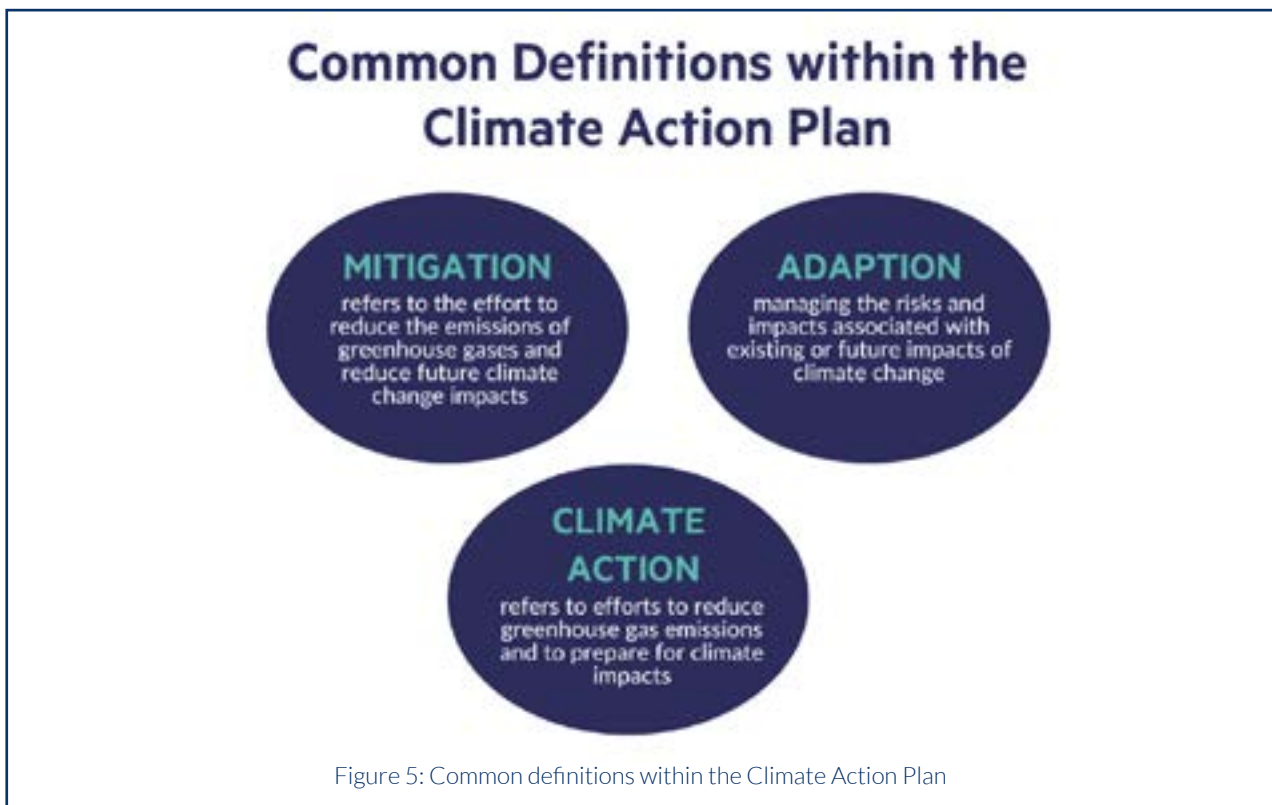 Common Definitions within the
Climate Action Plan
MITIGATION
refers to the effort to
reduce the emissions of
greenhouse gases and
reduce future climate
change impacts
ADAPTION
managing the risks and
impacts associated with
existing or future impacts of
climate change
CLIMATE
ACTION
refers to efforts to reduce
greenhouse gas emissions
and to prepare for climate
impacts
Figure 5: Common definitions within the Climate Action Plan